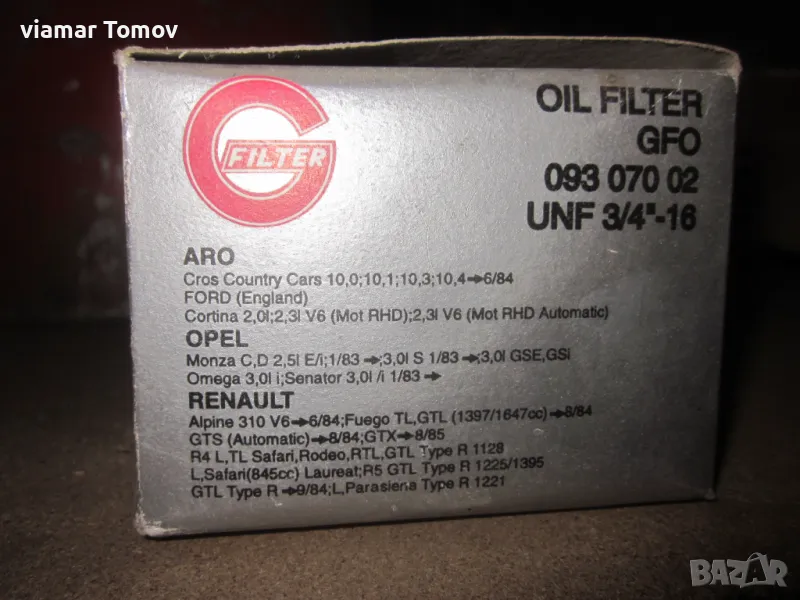 viamar Tomov
FILTER
OIL FILTER
GFO
093 070 02
UNF 3/4"-16
ARO
Cros Country Cars 10,0;10,1;10,3;10,4→6/84
FORD (England)
Cortina 2,0l;2,3l V6 (Mot RHD);2,3l V6 (Mot RHD Automatic)
OPEL
Monza C,D 2,5l E/i;1/83 →;3,0l S 1/83 →;3,0l GSE,GSi
Omega 3,0l i;Senator 3,0l /i 1/83 →
RENAULT
Alpine 310 V6→6/84;Fuego TL,GTL (1397/1647cc)→8/84
GTS (Automatic)→8/84;GTX→8/85
R4 L,TL Safari,Rodeo,RTL,GTL Type R 1128
L,Safari(845cc) Laureat;R5 GTL Type R 1225/1395
GTL Type R →9/84;L,Parasiena Type R 1221
BAZAR